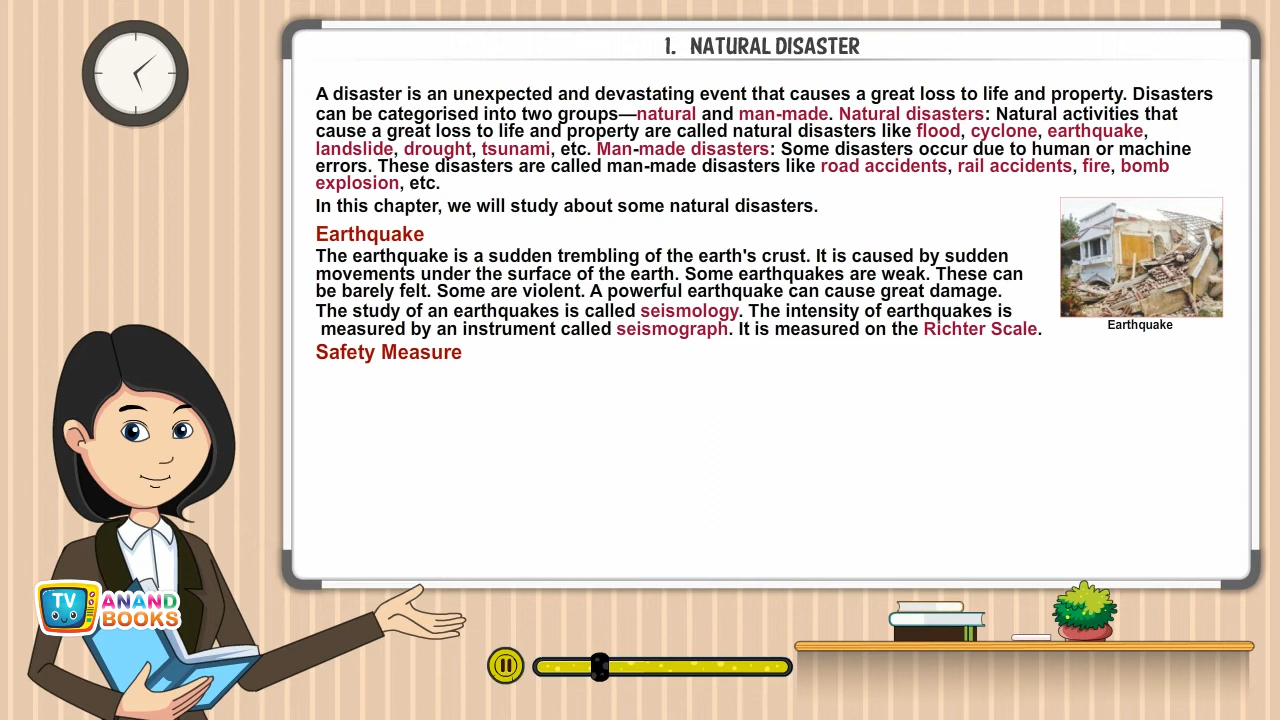 1. NATURAL DISASTER
A disaster is an unexpected and devastating event that causes a great loss to life and property. Disasters
can be categorised into two groups—natural and man-made. Natural disasters: Natural activities that
cause a great loss to life and property are called natural disasters like flood, cyclone, earthquake,
landslide, drought, tsunami, etc. Man-made disasters: Some disasters occur due to human or machine
errors. These disasters are called man-made disasters like road accidents, rail accidents, fire, bomb
explosion, etc.
In this chapter, we will study about some natural disasters.
Earthquake
The earthquake is a sudden trembling of the earth's crust. It is caused by sudden
movements under the surface of the earth. Some earthquakes are weak. These can
be barely felt. Some are violent. A powerful earthquake can cause great damage.
The study of an earthquakes is called seismology. The intensity of earthquakes is
measured by an instrument called seismograph. It is measured on the Richter Scale.
Earthquake
Safety Measure
TV ANAND
BOOKS